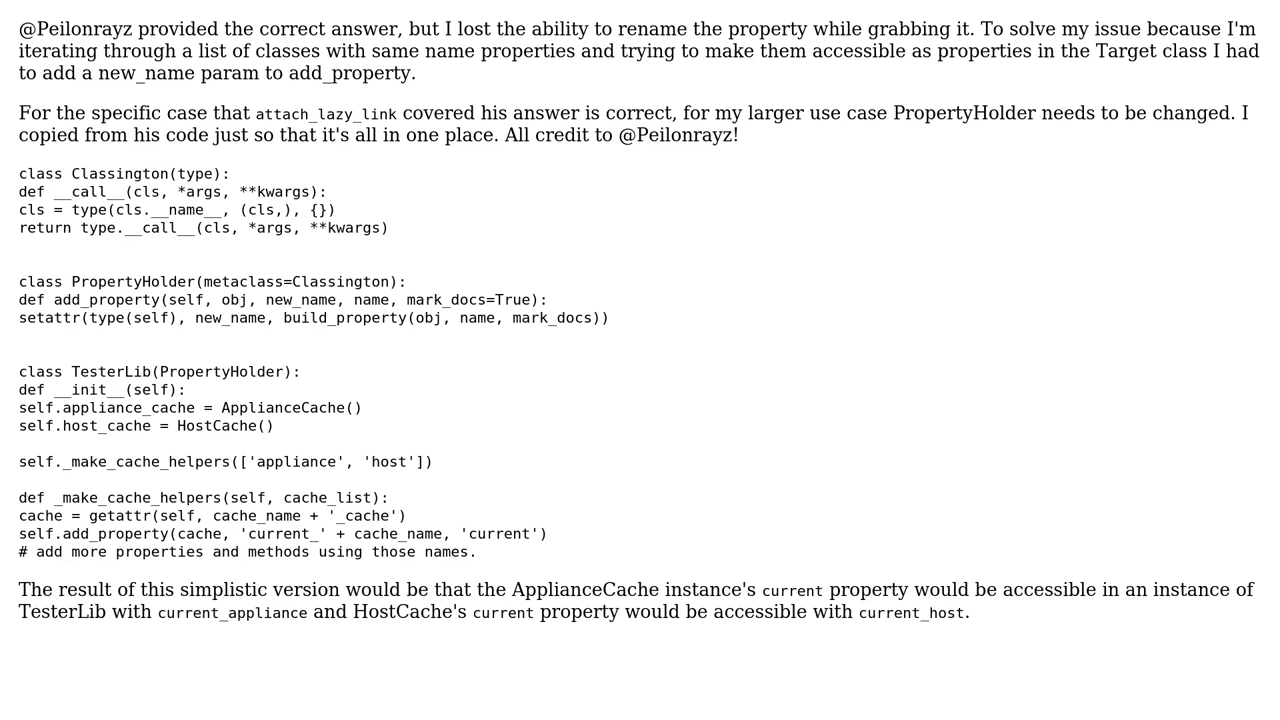 @Peilonrayz provided the correct answer, but I lost the ability to rename the property while grabbing it. To solve my issue because I'm
iterating through a list of classes with same name properties and trying to make them accessible as properties in the Target class I had
to add a new_name param to add_property.
For the specific case that attach_lazy_link covered his answer is correct, for my larger use case PropertyHolder needs to be changed. I
copied from his code just so that it's all in one place. All credit to @Peilonrayz!
class Classington(type):
def __call__(cls, *args, **kwargs):
cls = type(cls.__name__, (cls,), {})
return type.__call__(cls, *args, **kwargs)
class PropertyHolder(metaclass=Classington):
def add_property(self, obj, new_name, name, mark_docs=True):
setattr(type(self), new_name, build_property(obj, name, mark_docs))
class TesterLib(PropertyHolder):
def __init__(self):
self.appliance_cache = ApplianceCache()
self.host_cache = HostCache()
self._make_cache_helpers(['appliance', 'host'])
def _make_cache_helpers(self, cache_list):
cache = getattr(self, cache_name + '_cache')
self.add_property(cache, 'current_' + cache_name, 'current')
# add more properties and methods using those names.
The result of this simplistic version would be that the ApplianceCache instance's current property would be accessible in an instance of
TesterLib with current_appliance and HostCache's current property would be accessible with current_host.